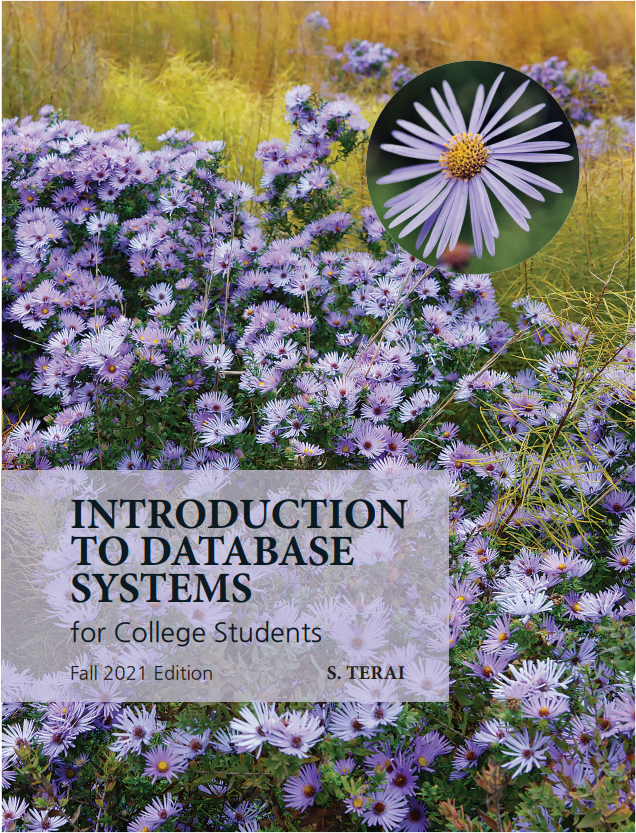 INTRODUCTION
TO DATABASE
SYSTEMS
for College Students
Fall 2021 Edition
S. TERAI